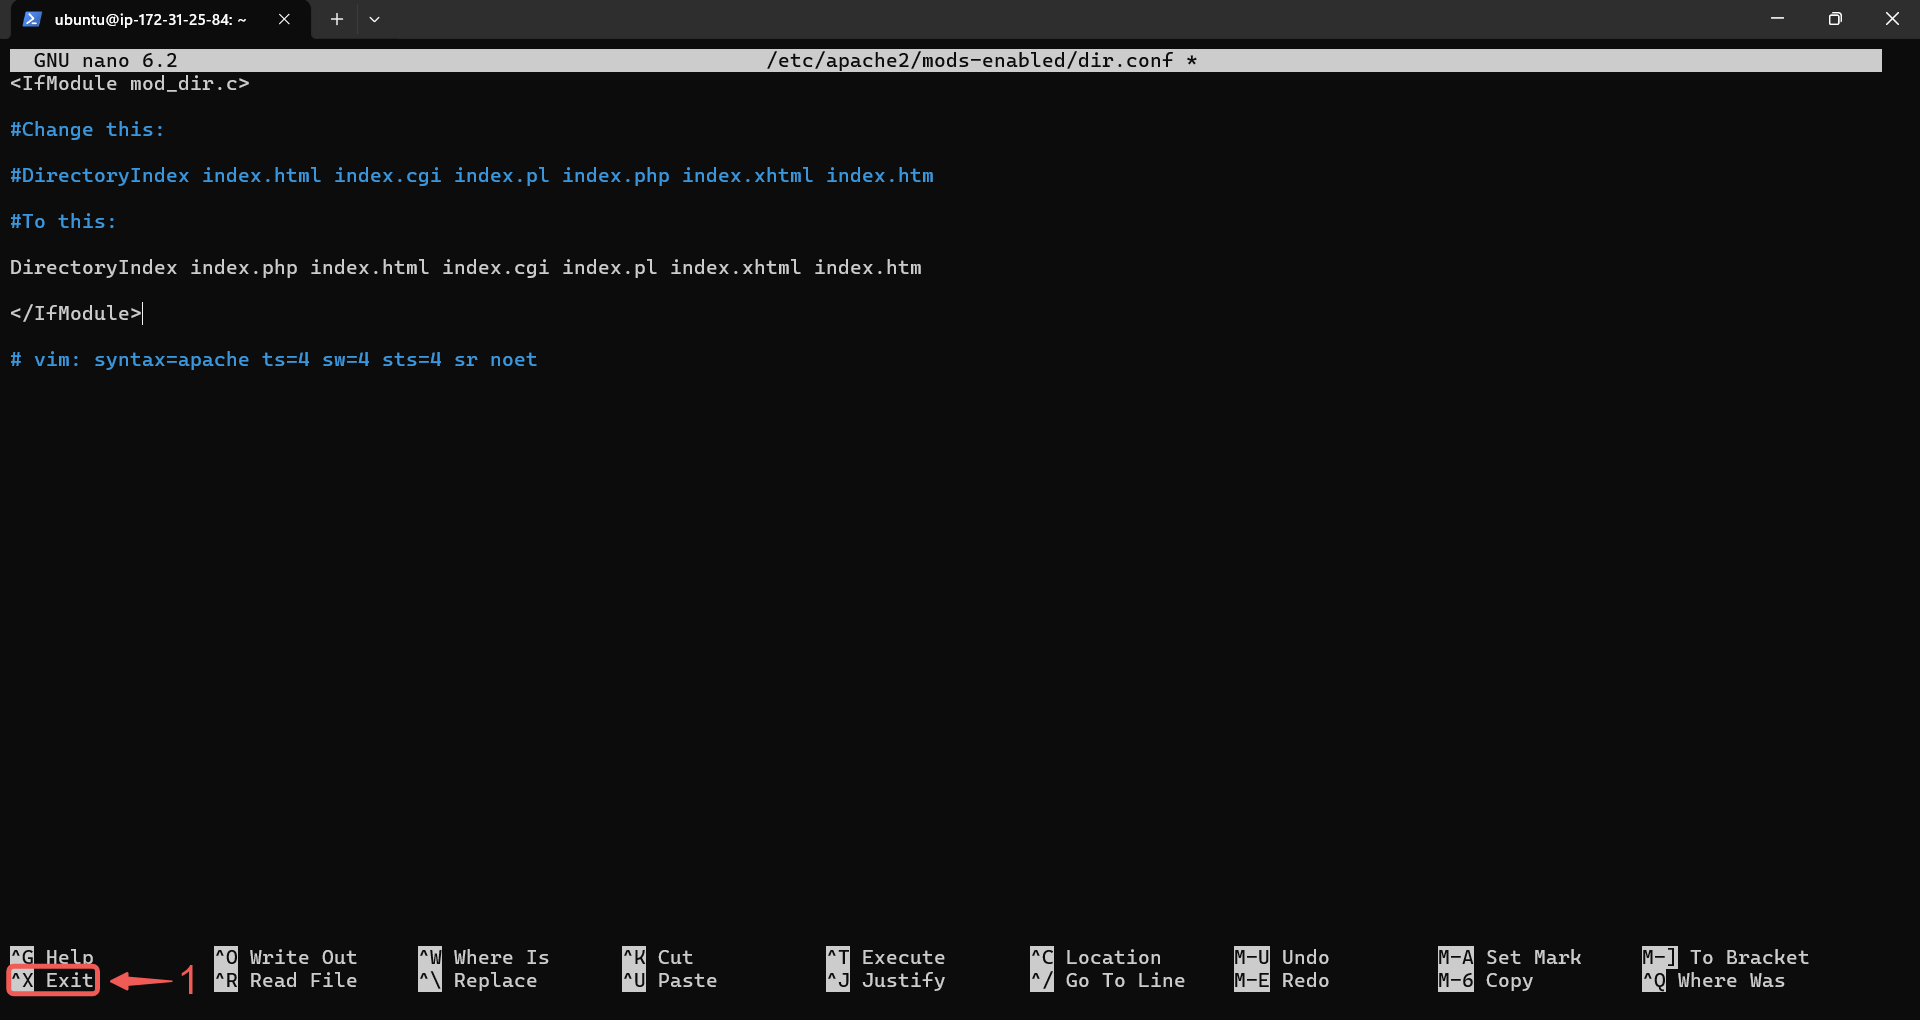 ubuntu@ip-172-31-25-84: ~
GNU nano 6.2 /etc/apache2/mods-enabled/dir.conf *
<IfModule mod_dir.c>
#Change this:
#DirectoryIndex index.html index.cgi index.pl index.php index.xhtml index.htm
#To this:
DirectoryIndex index.php index.html index.cgi index.pl index.xhtml index.htm
</IfModule>
# vim: syntax=apache ts=4 sw=4 sts=4 sr noet
^G Help ^O Write Out ^W Where Is ^K Cut ^T Execute ^C Location M-U Undo M-A Set Mark M-] To Bracket
^X Exit 1 ^R Read File ^\ Replace ^U Paste ^J Justify ^/ Go To Line M-E Redo M-6 Copy ^Q Where Was